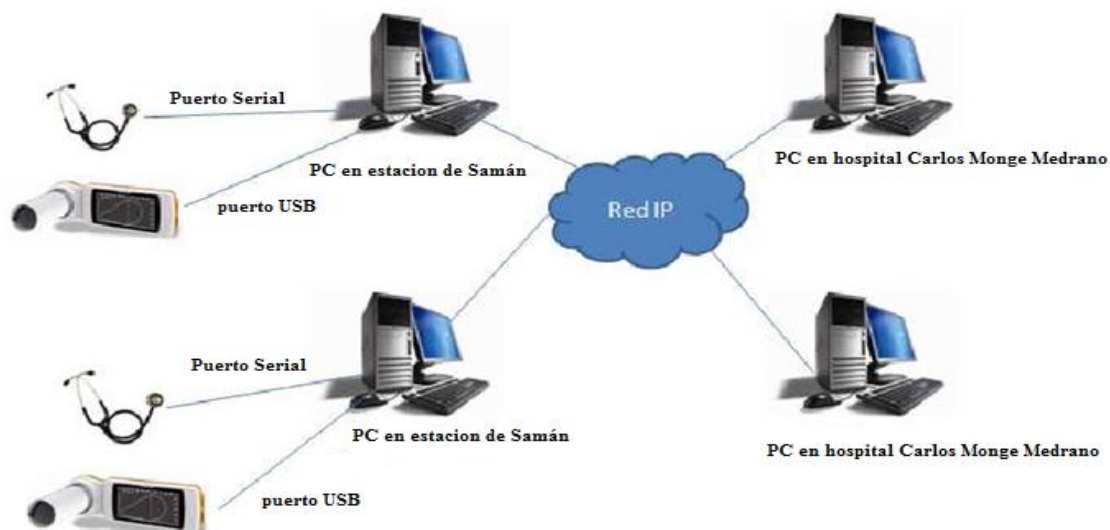 Puerto Serial
PC en estacion de Samán
puerto USB
Red IP
PC en hospital Carlos Monge Medrano
Puerto Serial
PC en estacion de Samán
puerto USB
PC en hospital Carlos Monge Medrano